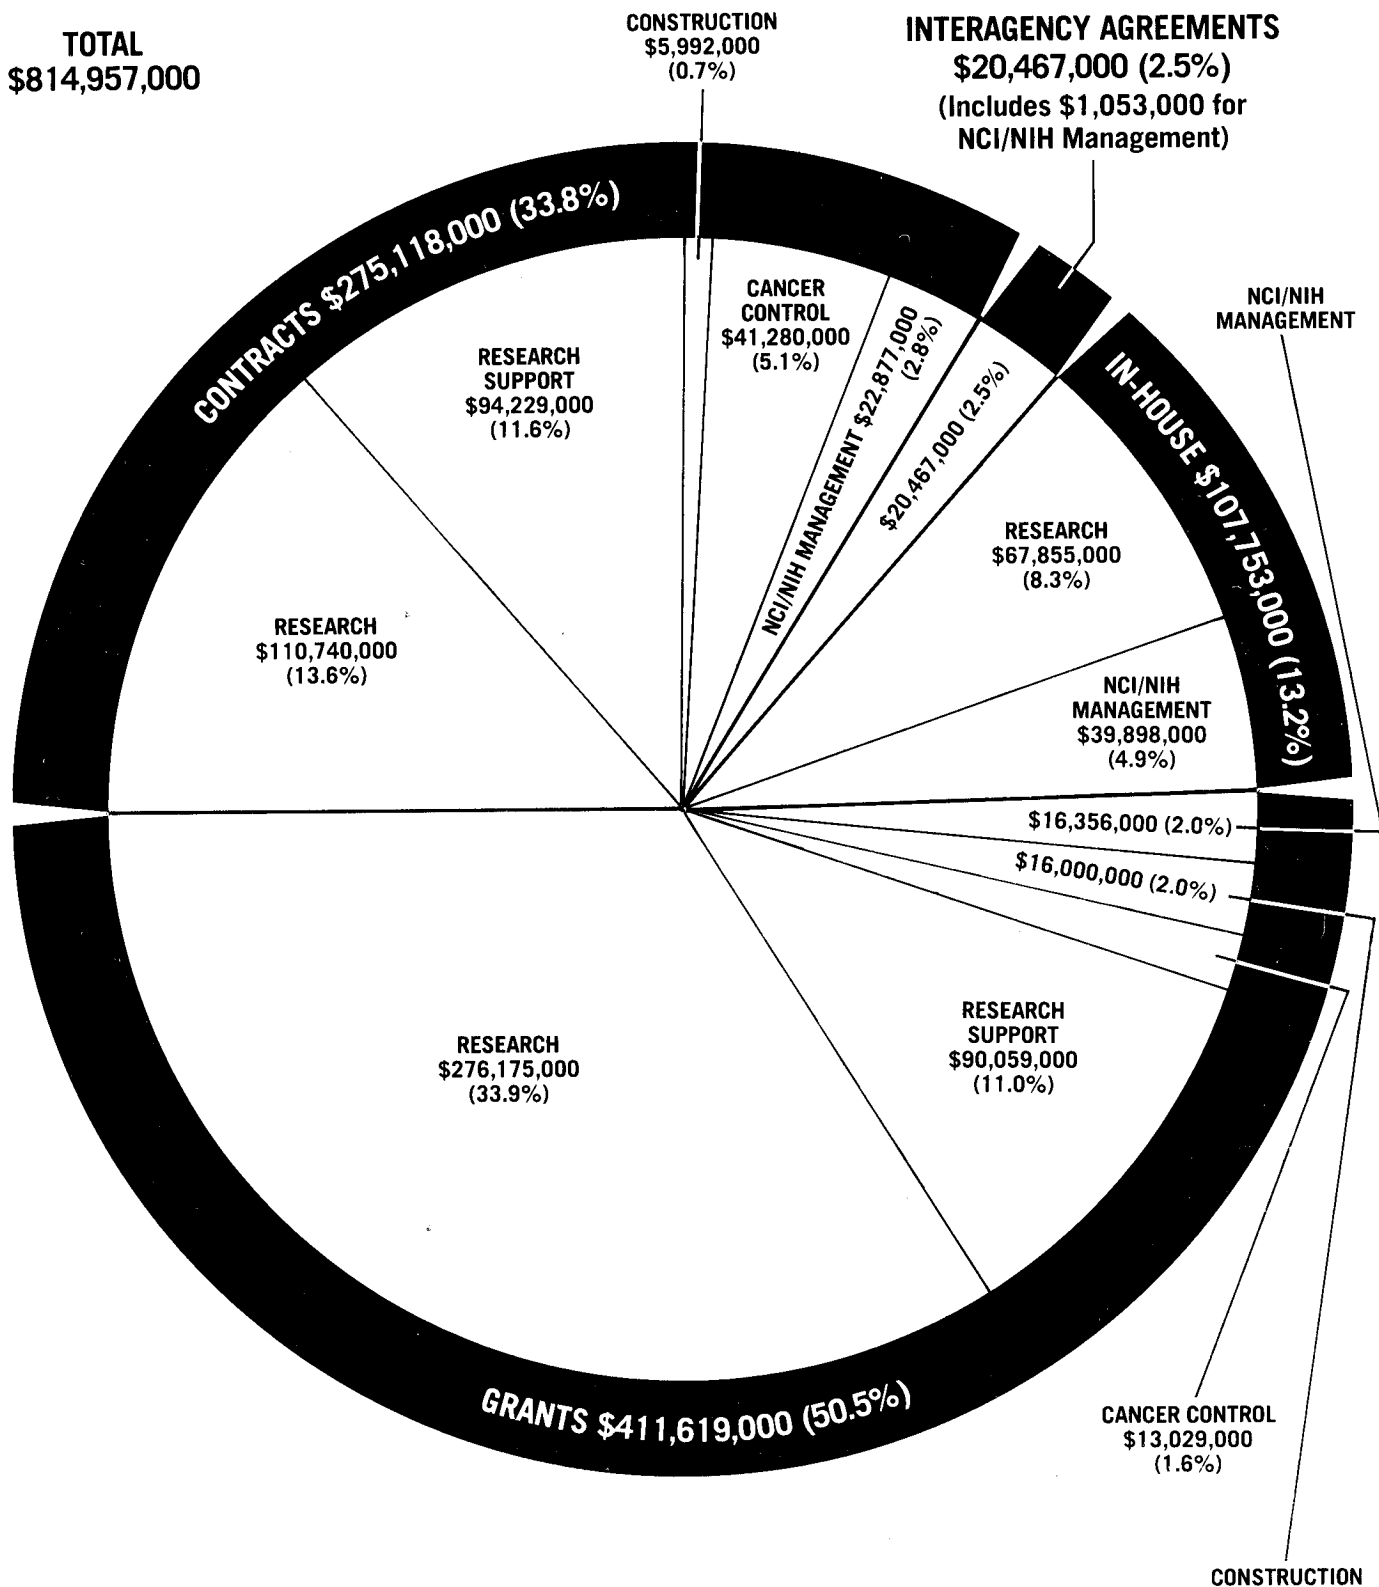 TOTAL
$814,957,000
CONSTRUCTION
$5,992,000
(0.7%)
INTERAGENCY AGREEMENTS
$20,467,000 (2.5%)
(Includes $1,053,000 for
NCI/NIH Management)
NCI/NIH
MANAGEMENT
CONTRACTS $275,118,000 (33.8%)
CANCER
CONTROL
$41,280,000
(5.1%)
NCI/NIH MANAGEMENT $22,877,000
(2.8%)
$20,467,000 (2.5%)
IN-HOUSE $107,753,000 (13.2%)
RESEARCH
SUPPORT
$94,229,000
(11.6%)
RESEARCH
$67,855,000
(8.3%)
RESEARCH
$110,740,000
(13.6%)
NCI/NIH
MANAGEMENT
$39,898,000
(4.9%)
$16,356,000 (2.0%)
$16,000,000 (2.0%)
RESEARCH
SUPPORT
$90,059,000
(11.0%)
RESEARCH
$276,175,000
(33.9%)
GRANTS $411,619,000 (50.5%)
CANCER CONTROL
$13,029,000
(1.6%)
CONSTRUCTION